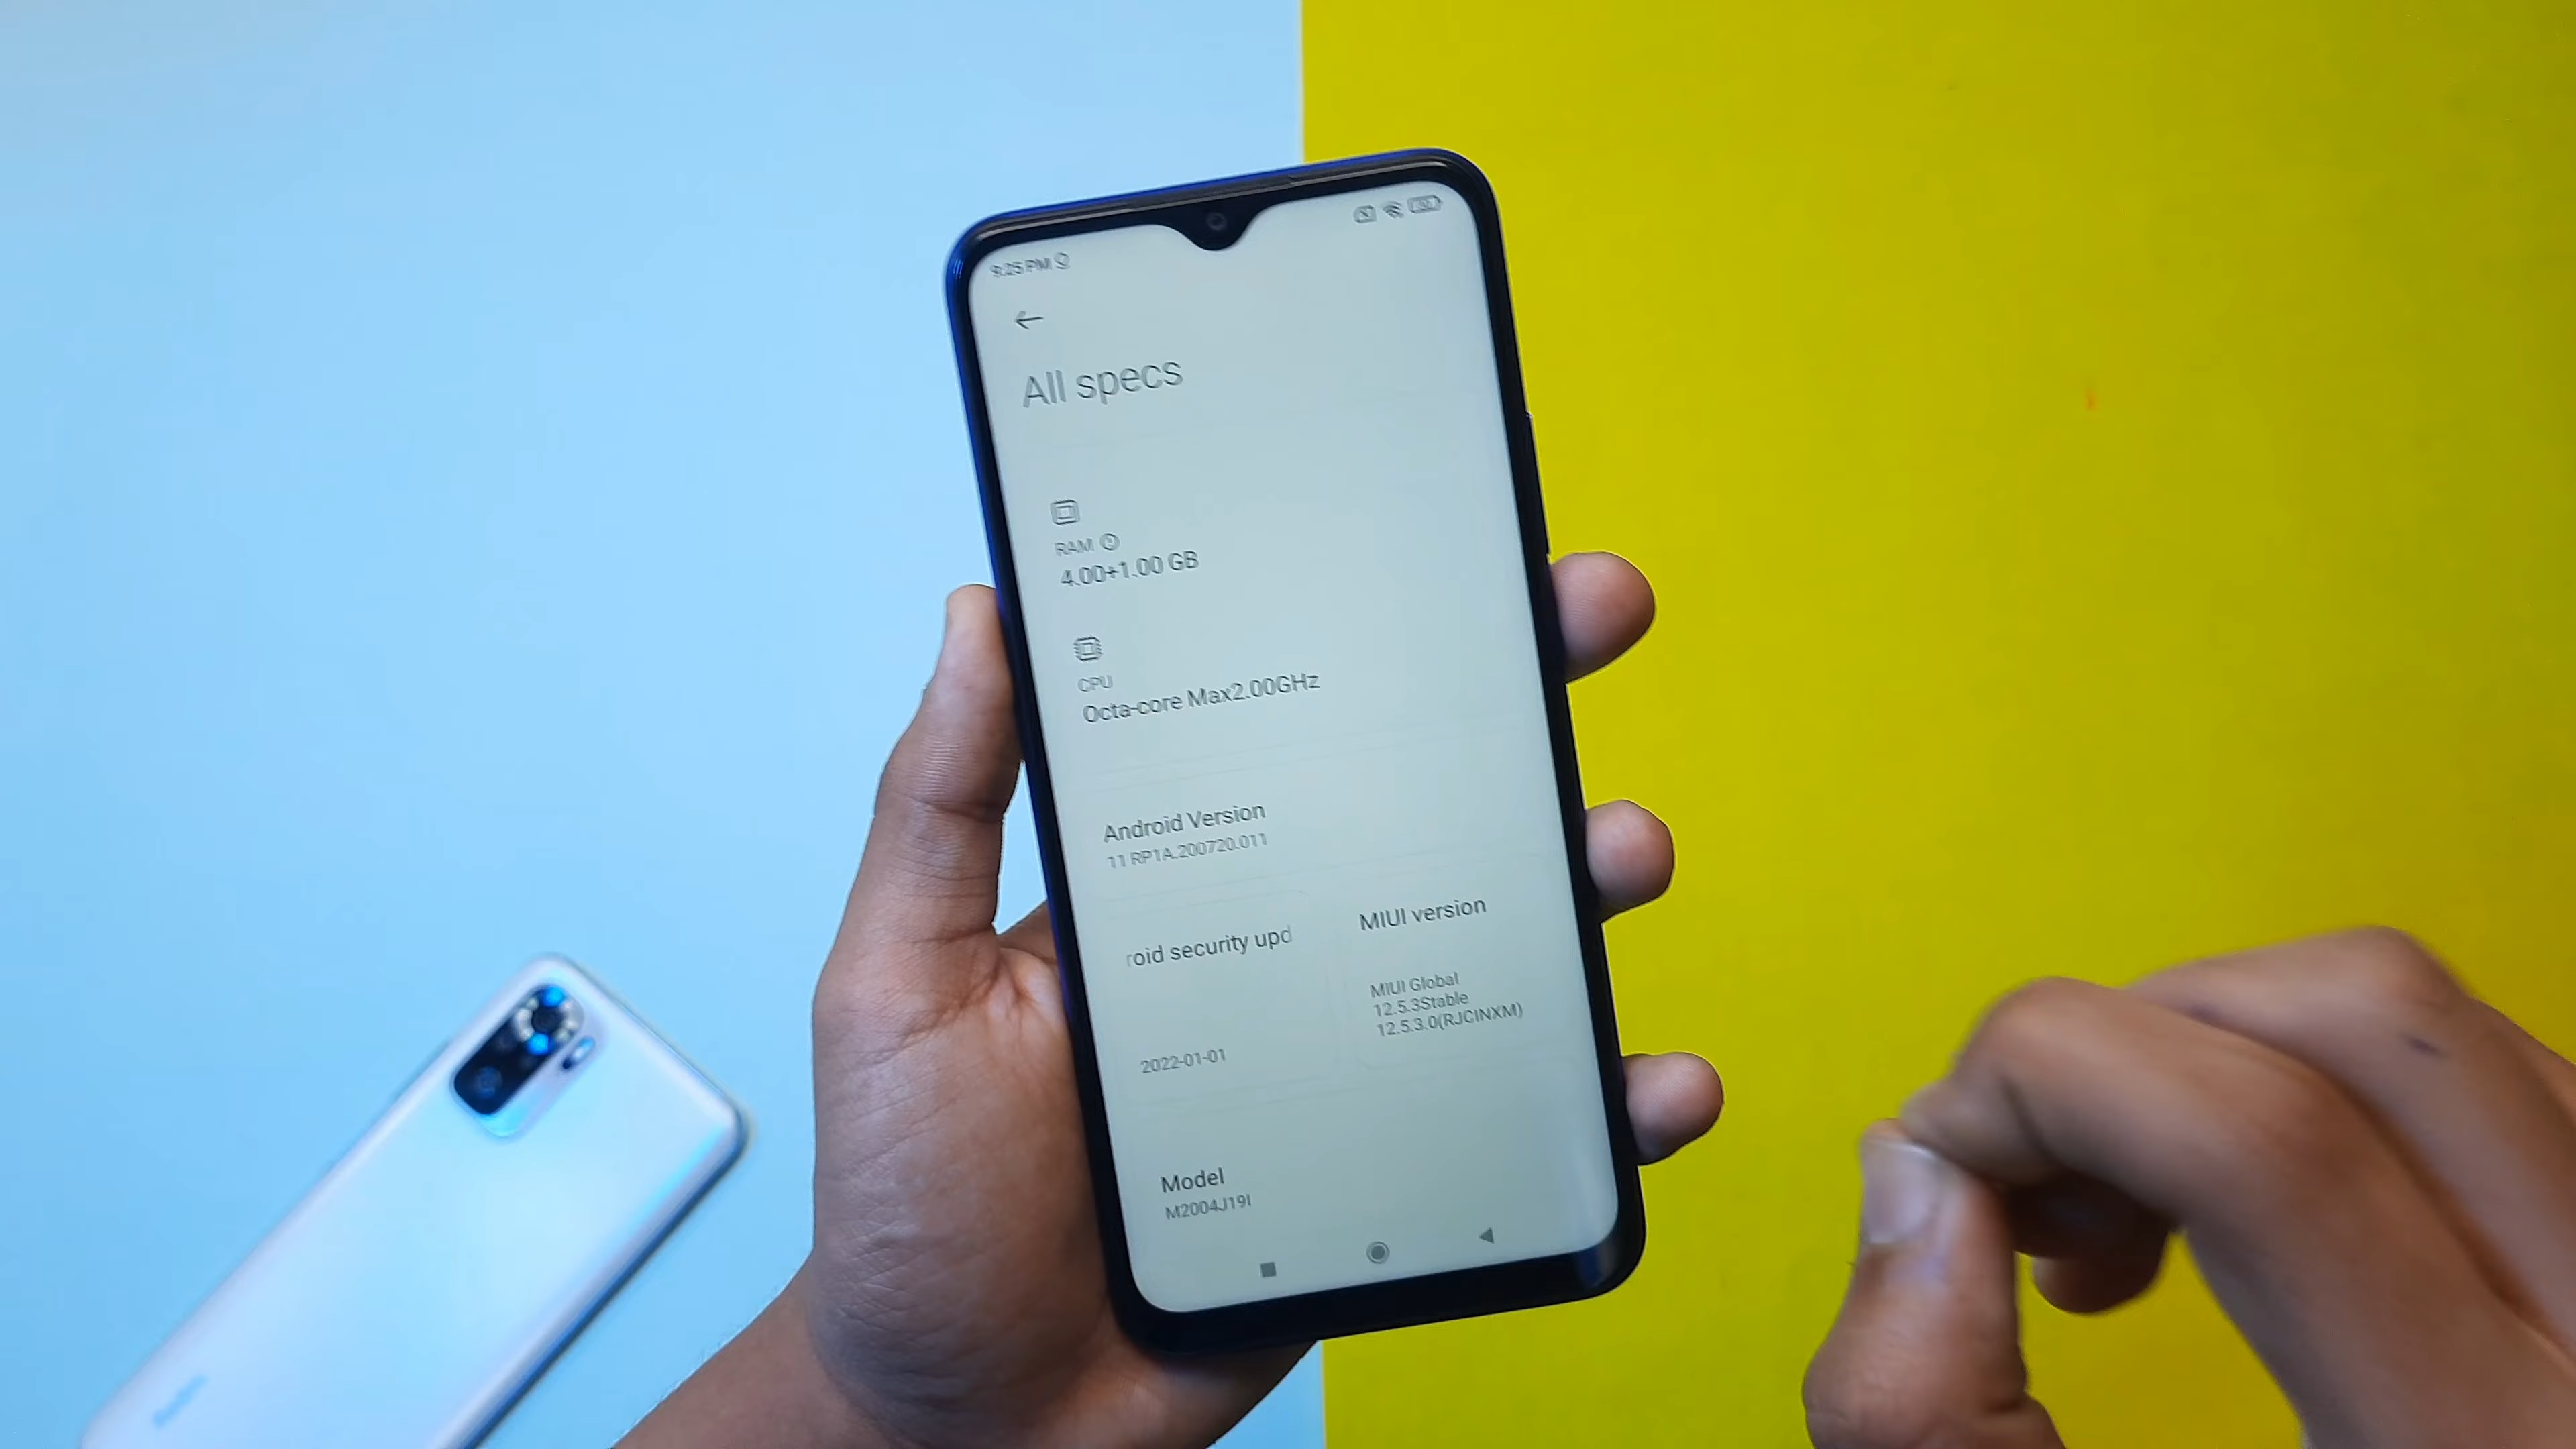 9:25 PM
All specs
RAM
4.00+1.00 GB
CPU
Octa-core Max2.00GHz
Android Version
11 RP1A.200720.011
roid security upd
2022-01-01
MIUI version
MIUI Global
12.5.3Stable
12.5.3.0(RJCINXM)
Model
M2004J19I